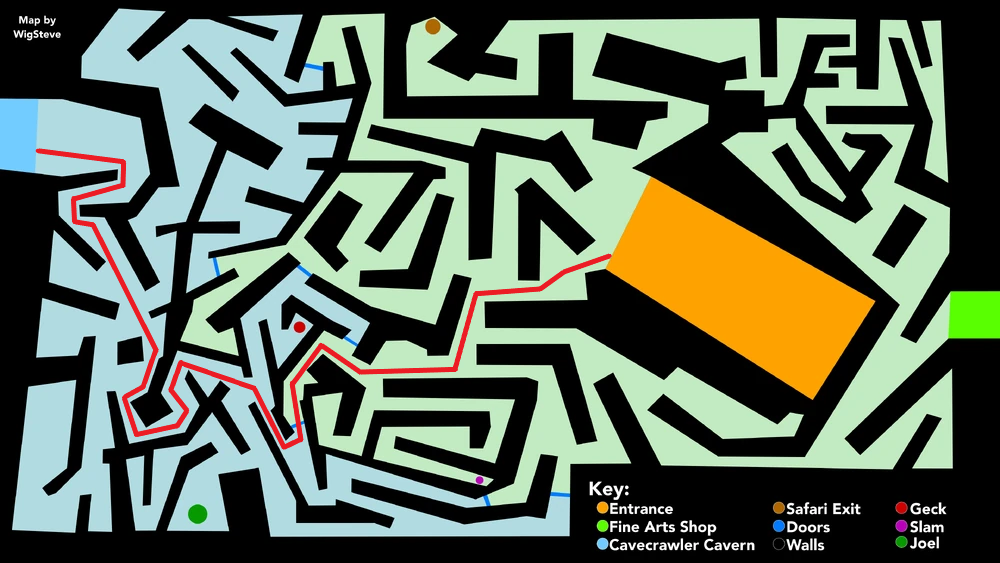 Map by
WigSteve
Key:
Entrance
Safari Exit
Geck
Fine Arts Shop
Doors
Slam
Cavecrawler Cavern
Walls
Joel